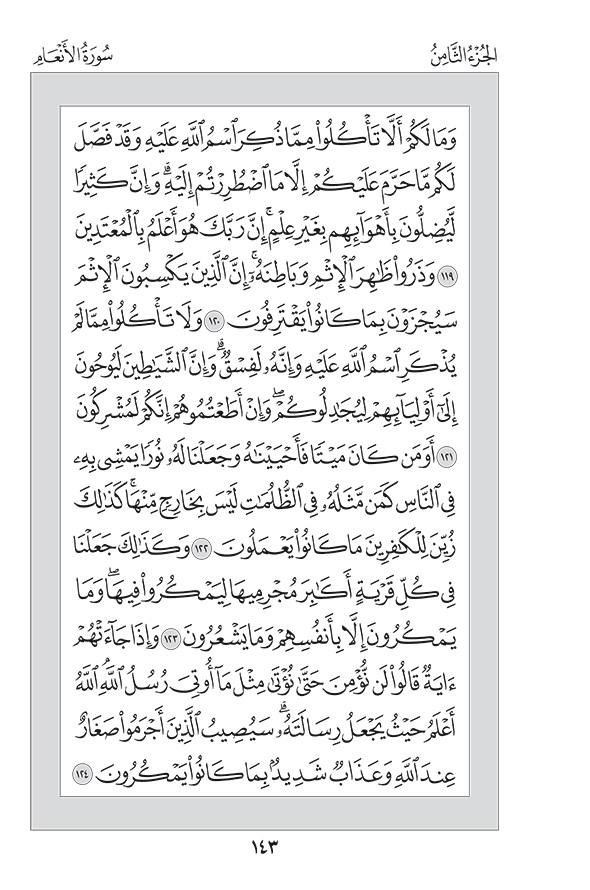 الجُزْءُ الثَّامِنُ
سُورَةُ الأَنْعَامِ
وَمَا لَكُمْ أَلَّا تَأْكُلُوا۟ مِمَّا ذُكِرَ ٱسْمُ ٱللَّهِ عَلَيْهِ وَقَدْ فَصَّلَ
لَكُم مَّا حَرَّمَ عَلَيْكُمْ إِلَّا مَا ٱضْطُرِرْتُمْ إِلَيْهِ ۗ وَإِنَّ كَثِيرًا
لَّيُضِلُّونَ بِأَهْوَآئِهِم بِغَيْرِ عِلْمٍ ۗ إِنَّ رَبَّكَ هُوَ أَعْلَمُ بِٱلْمُعْتَدِينَ
١١٩ وَذَرُوا۟ ظَٰهِرَ ٱلْإِثْمِ وَبَاطِنَهُۥٓ ۚ إِنَّ ٱلَّذِينَ يَكْسِبُونَ ٱلْإِثْمَ
سَيُجْزَوْنَ بِمَا كَانُوا۟ يَقْتَرِفُونَ ١٢٠ وَلَا تَأْكُلُوا۟ مِمَّا لَمْ
يُذْكَرِ ٱسْمُ ٱللَّهِ عَلَيْهِ وَإِنَّهُۥ لَفِسْقٌ ۗ وَإِنَّ ٱلشَّيَٰطِينَ لَيُوحُونَ
إِلَىٰٓ أَوْلِيَآئِهِمْ لِيُجَٰدِلُوكُمْ ۖ وَإِنْ أَطَعْتُمُوهُمْ إِنَّكُمْ لَمُشْرِكُونَ
١٢١ أَوَمَن كَانَ مَيْتًا فَأَحْيَيْنَٰهُ وَجَعَلْنَا لَهُۥ نُورًا يَمْشِى بِهِۦ
فِى ٱلنَّاسِ كَمَن مَّثَلُهُۥ فِى ٱلظُّلُمَٰتِ لَيْسَ بِخَارِجٍ مِّنْهَا ۚ كَذَٰلِكَ
زُيِّنَ لِلْكَٰفِرِينَ مَا كَانُوا۟ يَعْمَلُونَ ١٢٢ وَكَذَٰلِكَ جَعَلْنَا
فِى كُلِّ قَرْيَةٍ أَكَٰبِرَ مُجْرِمِيهَا لِيَمْكُرُوا۟ فِيهَا ۖ وَمَا
يَمْكُرُونَ إِلَّا بِأَنفُسِهِمْ وَمَا يَشْعُرُونَ ١٢٣ وَإِذَا جَآءَتْهُمْ
ءَايَةٌ قَالُوا۟ لَن نُّؤْمِنَ حَتَّىٰ نُؤْتَىٰ مِثْلَ مَآ أُوتِىَ رُسُلُ ٱللَّهِ ۘ ٱللَّهُ
أَعْلَمُ حَيْثُ يَجْعَلُ رِسَالَتَهُۥ ۗ سَيُصِيبُ ٱلَّذِينَ أَجْرَمُوا۟ صَغَارٌ
عِندَ ٱللَّهِ وَعَذَابٌ شَدِيدٌۢ بِمَا كَانُوا۟ يَمْكُرُونَ ١٢٤
١٤٣